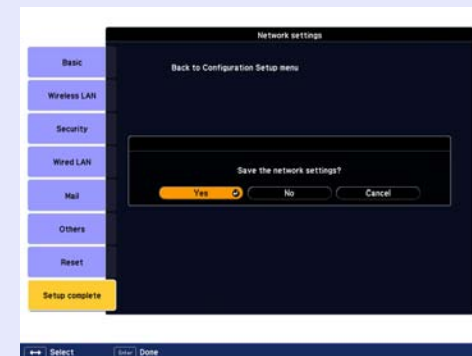 Network settings
Basic
Back to Configuration Setup menu
Wireless LAN
Security
Wired LAN
Save the network settings?
Yes No Cancel
Mail
Others
Reset
Setup complete
Select Enter Done